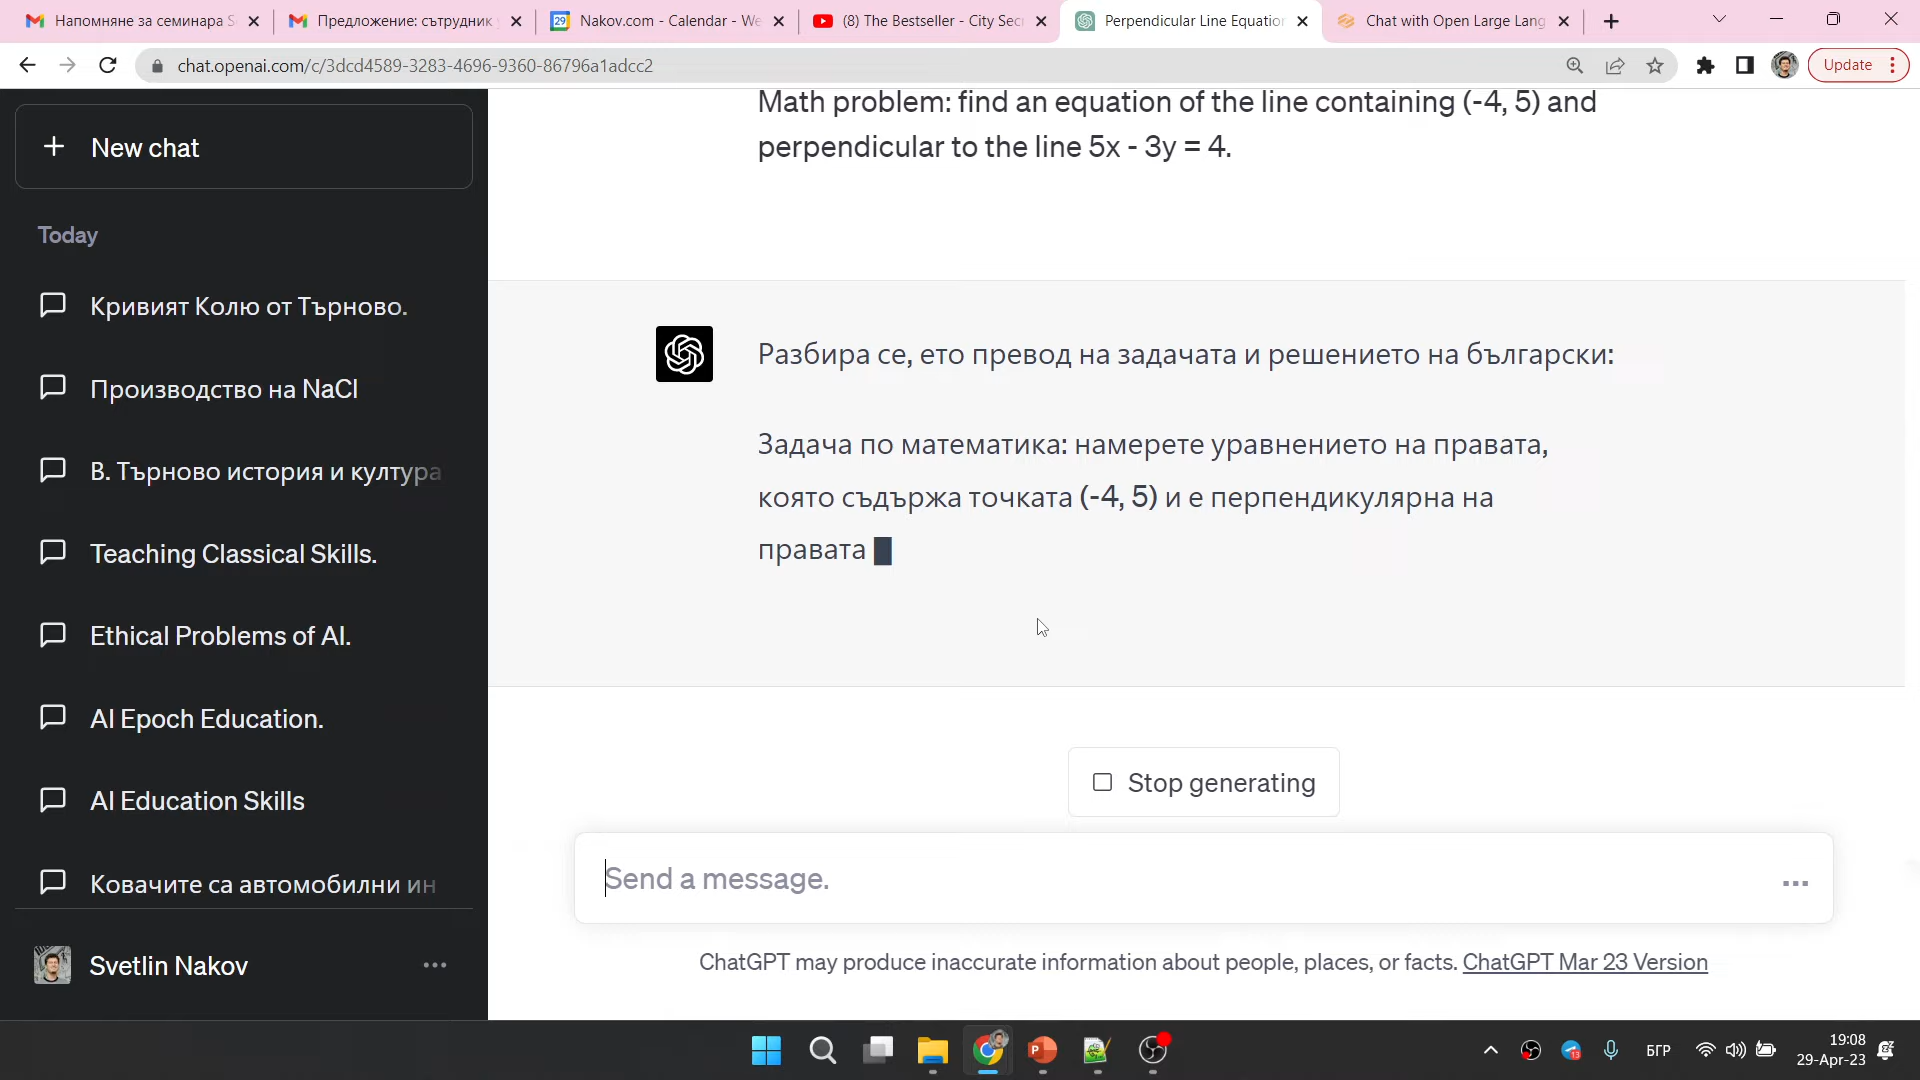 Напомняне за семинара S
Предложение: сътрудник
Nakov.com - Calendar - We
(8) The Bestseller - City Sec
Perpendicular Line Equation
Chat with Open Large Lang
chat.openai.com/c/3dcd4589-3283-4696-9360-86796a1adcc2
Update
New chat
Today
Кривият Колю от Търново.
Производство на NaCl
В. Търново история и култура
Teaching Classical Skills.
Ethical Problems of AI.
AI Epoch Education.
AI Education Skills
Ковачите са автомобилни ин
Svetlin Nakov
Math problem: find an equation of the line containing (-4, 5) and
perpendicular to the line 5x - 3y = 4.
Разбира се, ето превод на задачата и решението на български:
Задача по математика: намерете уравнението на правата,
която съдържа точката (-4, 5) и е перпендикулярна на
правата
Stop generating
Send a message.
ChatGPT may produce inaccurate information about people, places, or facts. ChatGPT Mar 23 Version
БГР
19:08
29-Apr-23